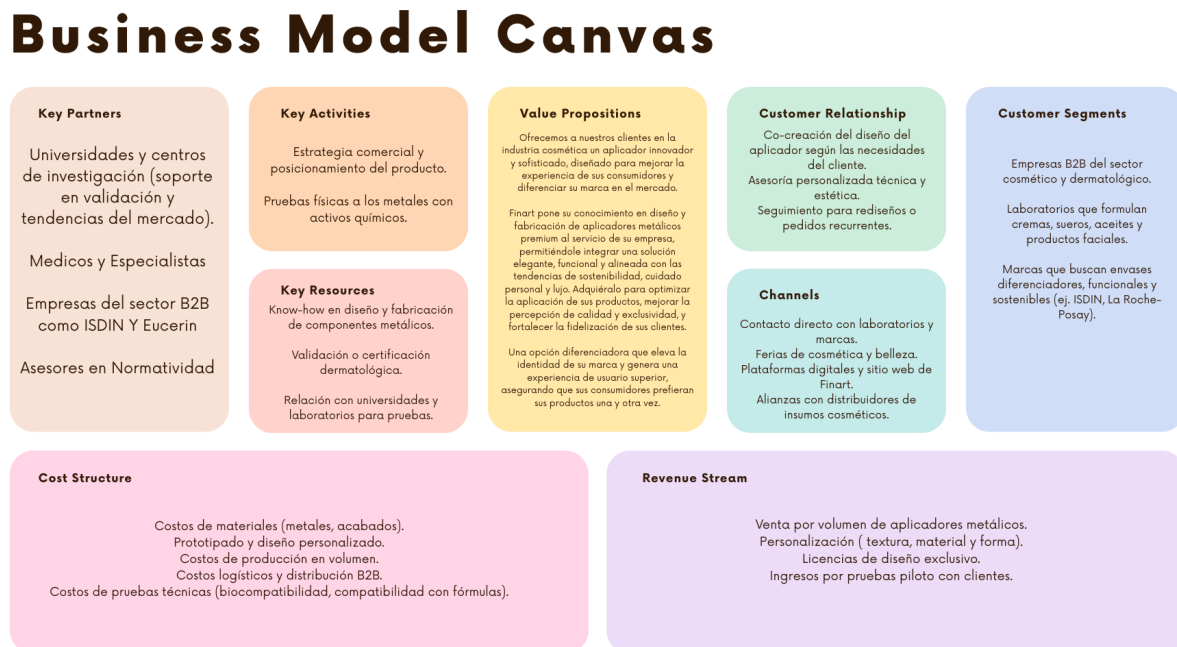 Business Model Canvas
Key Partners
Universidades y centros
de investigación (soporte
en validación y
tendencias del mercado).
Medicos y Especialistas
Empresas del sector B2B
como ISDIN Y Eucerin
Asesores en Normatividad
Key Activities
Estrategia comercial y
posicionamiento del producto.
Pruebas físicas a los metales con
activos químicos.
Key Resources
Know-how en diseño y fabricación
de componentes metálicos.
Validación o certificación
dermatológica.
Relación con universidades y
laboratorios para pruebas.
Value Propositions
Ofrecemos a nuestros clientes en la
industria cosmética un aplicador innovador
y sofisticado, diseñado para mejorar la
experiencia de sus consumidores y
diferenciar su marca en el mercado.
Finart pone su conocimiento en diseño y
fabricación de aplicadores metálicos
premium al servicio de su empresa,
permitiéndole integrar una solución
elegante, funcional y alineada con las
tendencias de sostenibilidad, cuidado
personal y lujo. Adquiéralo para optimizar
la aplicación de sus productos, mejorar la
percepción de calidad y exclusividad, y
fortalecer la fidelización de sus clientes.
Una opción diferenciadora que eleva la
identidad de su marca y genera una
experiencia de usuario superior,
asegurando que sus consumidores prefieran
sus productos una y otra vez.
Customer Relationship
Co-creación del diseño del
aplicador según las necesidades
del cliente.
Asesoría personalizada técnica y
estética.
Seguimiento para rediseños o
pedidos recurrentes.
Channels
Contacto directo con laboratorios y
marcas.
Ferias de cosmética y belleza.
Plataformas digitales y sitio web de
Finart.
Alianzas con distribuidores de
insumos cosméticos.
Customer Segments
Empresas B2B del sector
cosmético y dermatológico.
Laboratorios que formulan
cremas, sueros, aceites y
productos faciales.
Marcas que buscan envases
diferenciadores, funcionales y
sostenibles (ej. ISDIN, La Roche-
Posay).
Cost Structure
Costos de materiales (metales, acabados).
Prototipado y diseño personalizado.
Costos de producción en volumen.
Costos logísticos y distribución B2B.
Costos de pruebas técnicas (biocompatibilidad, compatibilidad con fórmulas).
Revenue Stream
Venta por volumen de aplicadores metálicos.
Personalización ( textura, material y forma).
Licencias de diseño exclusivo.
Ingresos por pruebas piloto con clientes.